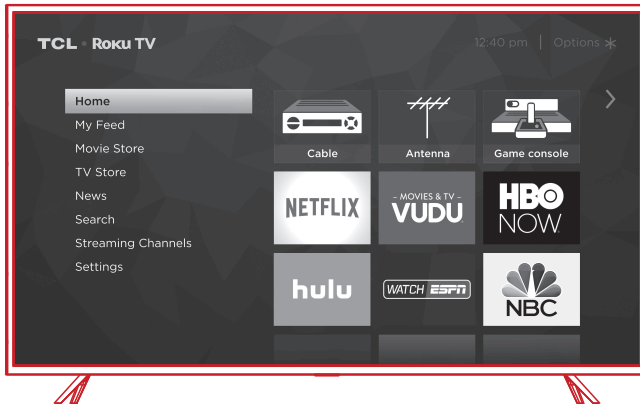 TCL • Roku TV
12:40 pm | Options
Home
My Feed
Movie Store
TV Store
News
Search
Streaming Channels
Settings
Cable
Antenna
Game console
NETFLIX
- MOVIES & TV -
VUDU
HBO
NOW
hulu
WATCH ESPN
NBC